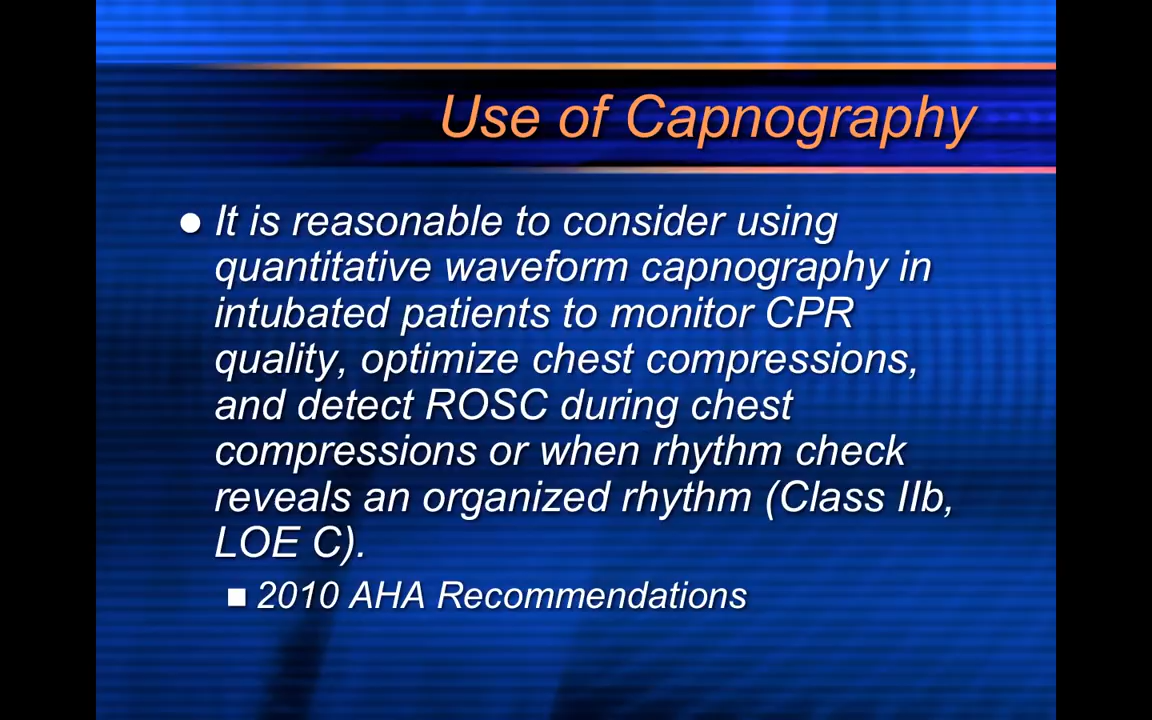 Use of Capnography
● It is reasonable to consider using
quantitative waveform capnography in
intubated patients to monitor CPR
quality, optimize chest compressions,
and detect ROSC during chest
compressions or when rhythm check
reveals an organized rhythm (Class IIb,
LOE C).
■ 2010 AHA Recommendations